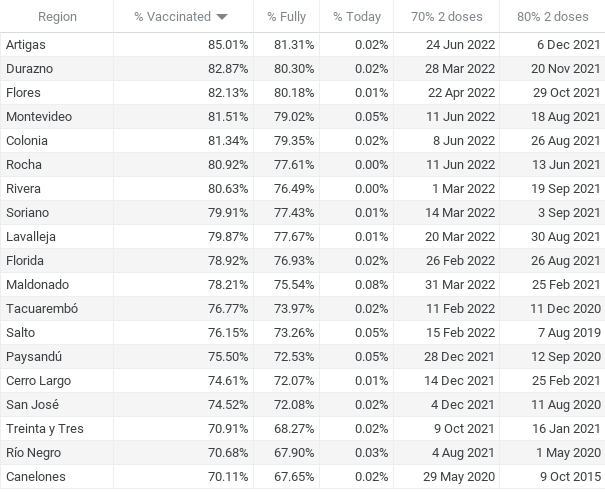 Region % Vaccinated % Fully % Today 70% 2 doses 80% 2 doses
Artigas 85.01% 81.31% 0.02% 24 Jun 2022 6 Dec 2021
Durazno 82.87% 80.30% 0.02% 28 Mar 2022 20 Nov 2021
Flores 82.13% 80.18% 0.01% 22 Apr 2022 29 Oct 2021
Montevideo 81.51% 79.02% 0.05% 11 Jun 2022 18 Aug 2021
Colonia 81.34% 79.35% 0.02% 8 Jun 2022 26 Aug 2021
Rocha 80.92% 77.61% 0.00% 11 Jun 2022 13 Jun 2021
Rivera 80.63% 76.49% 0.00% 1 Mar 2022 19 Sep 2021
Soriano 79.91% 77.43% 0.01% 14 Mar 2022 3 Sep 2021
Lavalleja 79.87% 77.67% 0.01% 20 Mar 2022 30 Aug 2021
Florida 78.92% 76.93% 0.02% 26 Feb 2022 26 Aug 2021
Maldonado 78.21% 75.54% 0.08% 31 Mar 2022 25 Feb 2021
Tacuarembó 76.77% 73.97% 0.02% 11 Feb 2022 11 Dec 2020
Salto 76.15% 73.26% 0.05% 15 Feb 2022 7 Aug 2019
Paysandú 75.50% 72.53% 0.05% 28 Dec 2021 12 Sep 2020
Cerro Largo 74.61% 72.07% 0.01% 14 Dec 2021 25 Feb 2021
San José 74.52% 72.08% 0.02% 4 Dec 2021 11 Aug 2020
Treinta y Tres 70.91% 68.27% 0.02% 9 Oct 2021 16 Jan 2021
Río Negro 70.68% 67.90% 0.03% 4 Aug 2021 1 May 2020
Canelones 70.11% 67.65% 0.02% 29 May 2020 9 Oct 2015